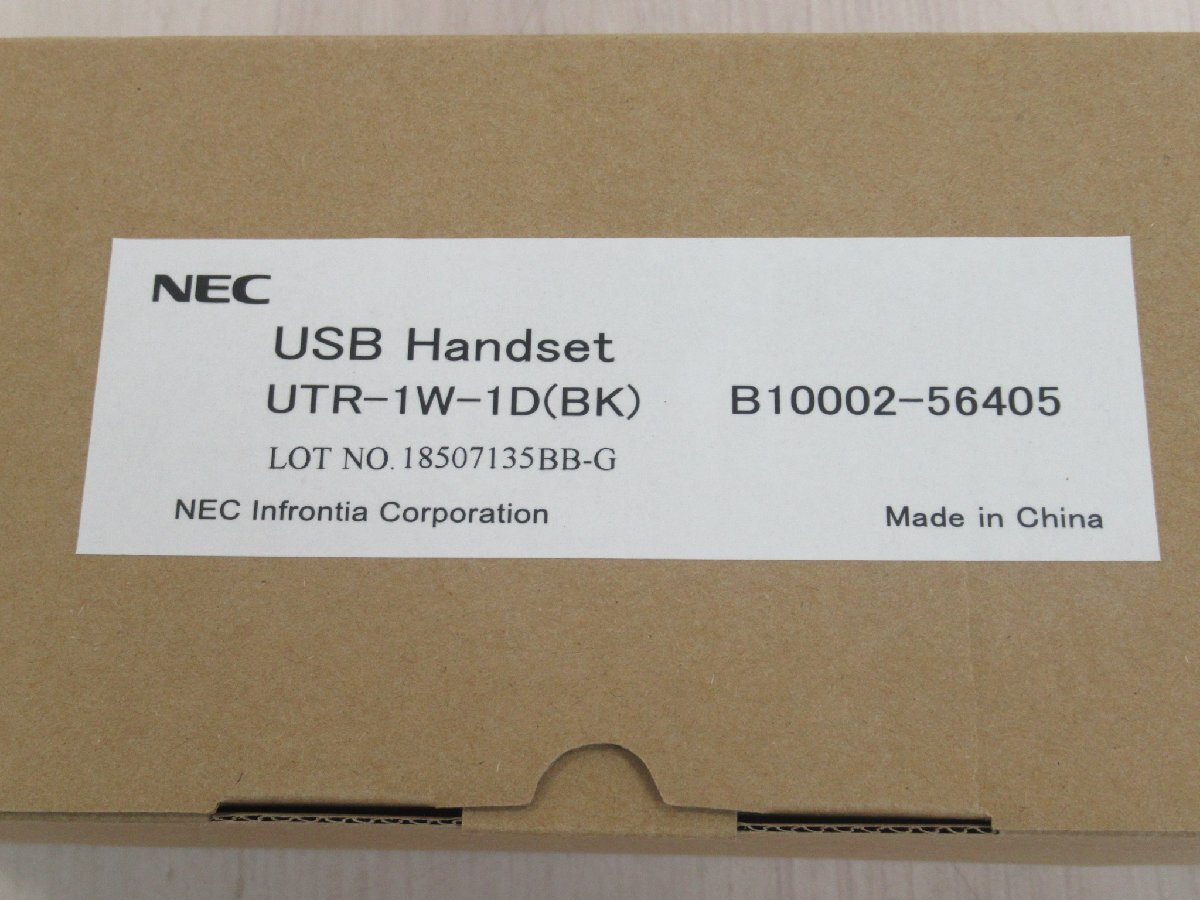 NEC
USB Handset
UTR-1W-1D(BK) B10002-56405
LOT NO. 18507135BB-G
NEC Infrontia Corporation Made in China